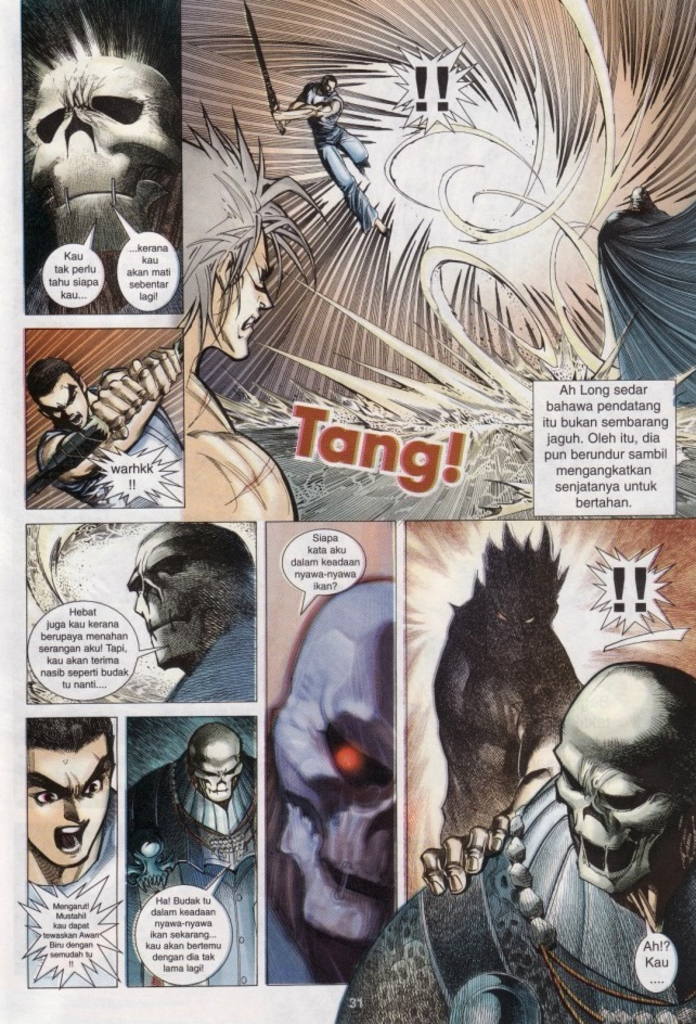 Kau
tak perlu
tahu siapa
kau...
...kerana
kau
akan mati
sebentar
lagi!
!!
Tang!
Ah Long sedar
bahawa pendatang
itu bukan sembarang
jaguh. Oleh itu, dia
pun berundur sambil
mengangkatkan
senjatanya untuk
bertahan.
warhkk
!!
Hebat
juga kau kerana
berupaya menahan
serangan aku! Tapi,
kau akan terima
nasib seperti budak
tu nanti....
Siapa
kata aku
dalam keadaan
nyawa-nyawa
ikan?
!!
Mengarut!
Mustahil
kau dapat
tewaskan Awan
Biru dengan
semudah tu
!!
Ha! Budak tu
dalam keadaan
nyawa-nyawa
ikan sekarang...
kau akan bertemu
dengan dia tak
lama lagi!
Ah!?
Kau
....
31